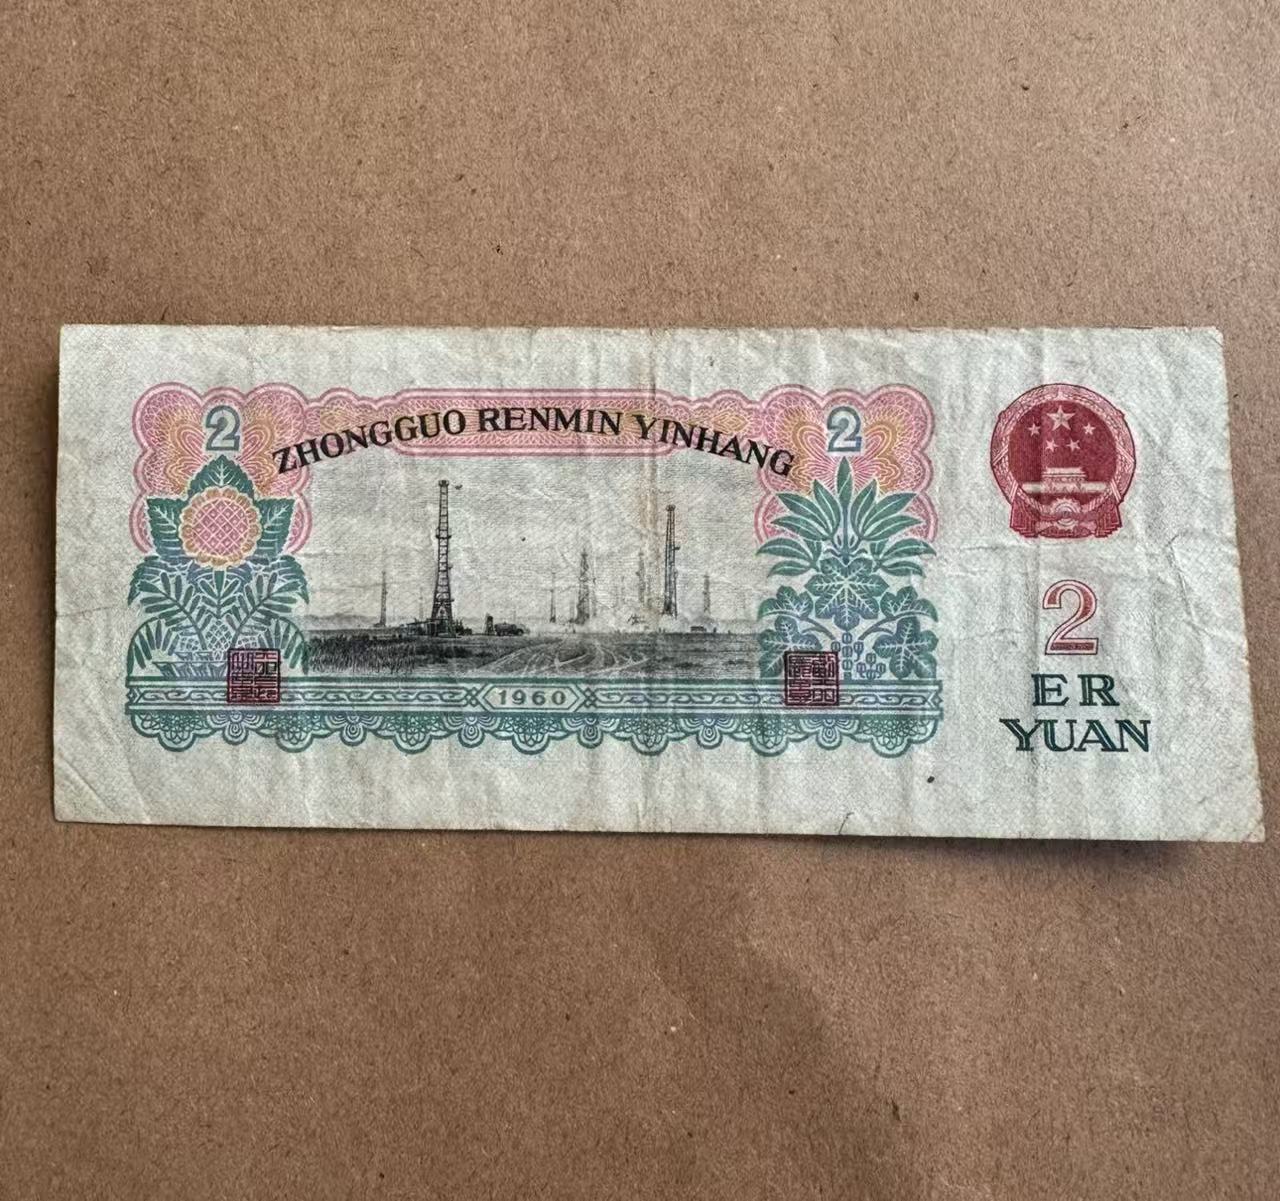 2 2
ZHONGGUO RENMIN YINHANG
1960
2
ER
YUAN